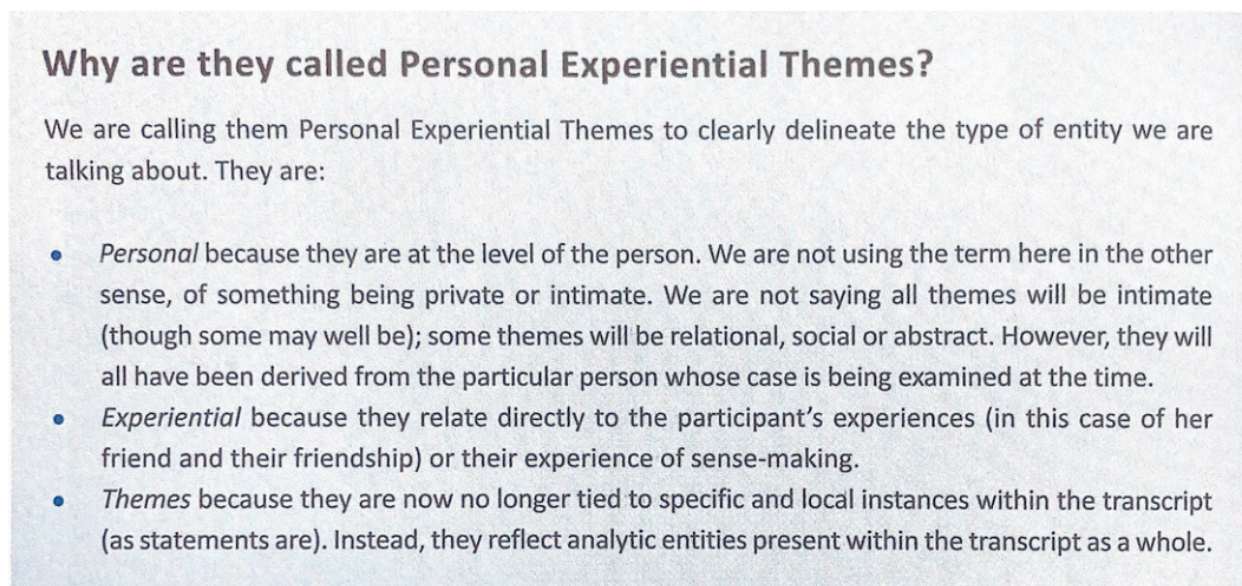 Why are they called Personal Experiential Themes?
We are calling them Personal Experiential Themes to clearly delineate the type of entity we are
talking about. They are:
• Personal because they are at the level of the person. We are not using the term here in the other
sense, of something being private or intimate. We are not saying all themes will be intimate
(though some may well be); some themes will be relational, social or abstract. However, they will
all have been derived from the particular person whose case is being examined at the time.
• Experiential because they relate directly to the participant's experiences (in this case of her
friend and their friendship) or their experience of sense-making.
• Themes because they are now no longer tied to specific and local instances within the transcript
(as statements are). Instead, they reflect analytic entities present within the transcript as a whole.